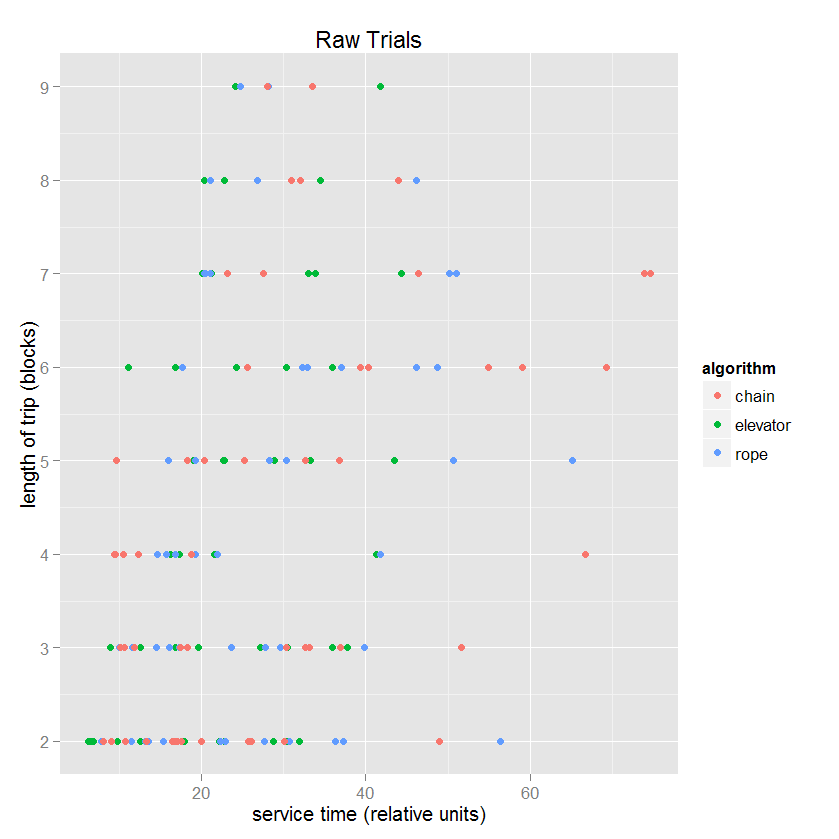 Raw Trials
length of trip (blocks)
9
8
7
6
5
4
3
2
20
40
60
service time (relative units)
algorithm
chain
elevator
rope